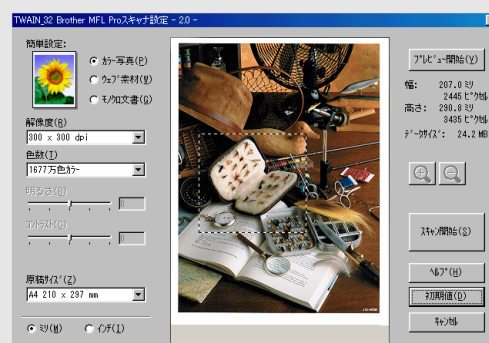 TWAIN_32 Brother MFL Proスキャナ設定 - 2.0 -
簡単設定:
カラー写真(P)
ウェブ素材(W)
モノクロ文書(G)
解像度(R)
300 x 300 dpi
色数(T)
1677万色カラー
明るさ(B)
0
コントラスト(C)
0
原稿サイズ(Z)
A4 210 x 297 mm
ミリ(M)
インチ(I)
プレビュー開始(V)
幅: 207.0 ミリ
2445 ピクセル
高さ: 290.8 ミリ
3435 ピクセル
データサイズ: 24.2 MB
スキャン開始(S)
ヘルプ(H)
初期値(D)
キャンセル